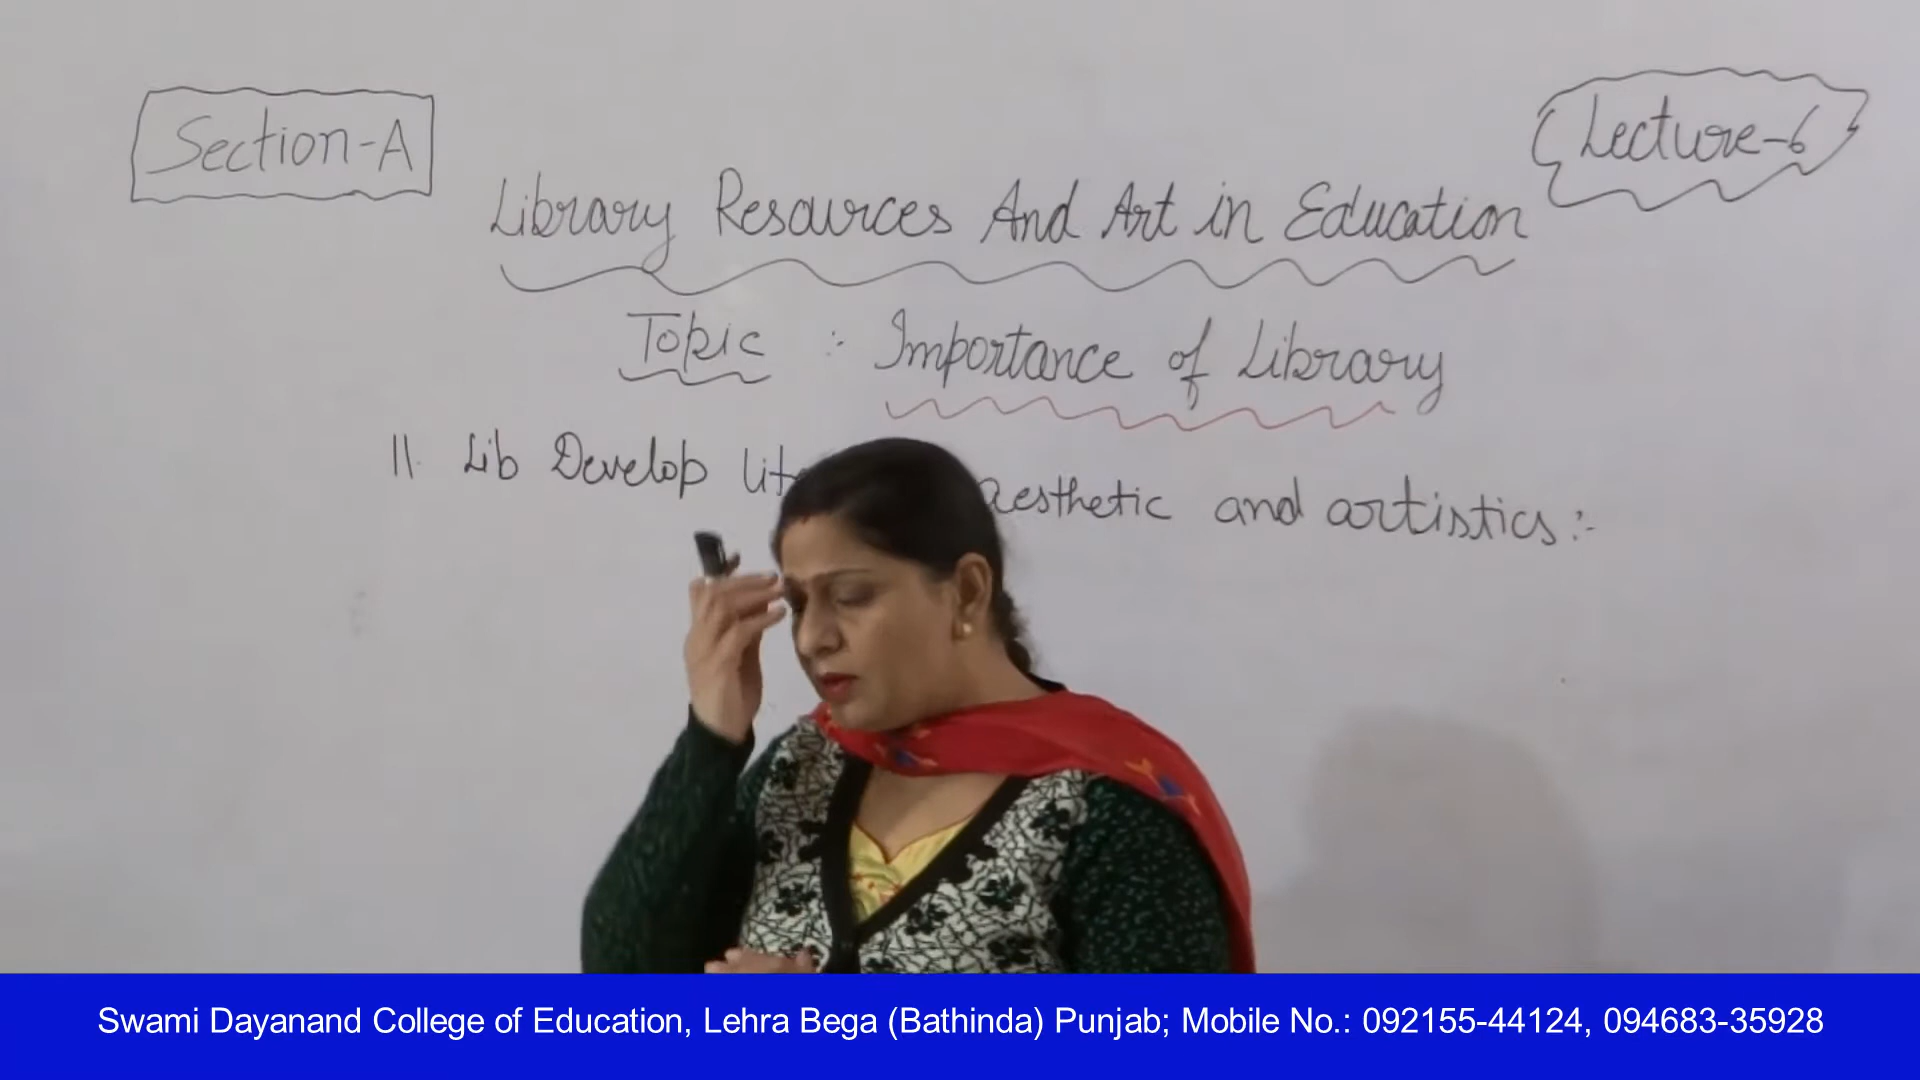 Section-A
Lecture-6
Library Resources And Art in Education
Topic :- Importance of Library
11. Lib Develop aesthetic and artistics :-
Swami Dayanand College of Education, Lehra Bega (Bathinda) Punjab; Mobile No.: 092155-44124, 094683-35928